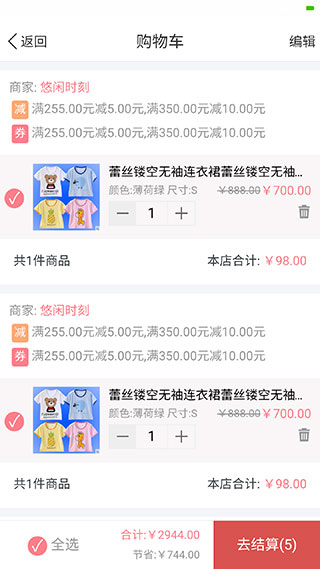 返回
购物车
编辑
商家: 悠闲时刻
减 满255.00元减5.00元,满350.00元减10.00元
券 满255.00元减5.00元,满350.00元减10.00元
蕾丝镂空无袖连衣裙蕾丝镂空无袖...
颜色:薄荷绿 尺寸:S ￥888.00 ￥700.00
1
共1件商品 本店合计: ￥98.00
商家: 悠闲时刻
减 满255.00元减5.00元,满350.00元减10.00元
券 满255.00元减5.00元,满350.00元减10.00元
蕾丝镂空无袖连衣裙蕾丝镂空无袖...
颜色:薄荷绿 尺寸:S ￥888.00 ￥700.00
1
共1件商品 本店合计: ￥98.00
全选
合计:￥2944.00
节省:￥744.00
去结算(5)